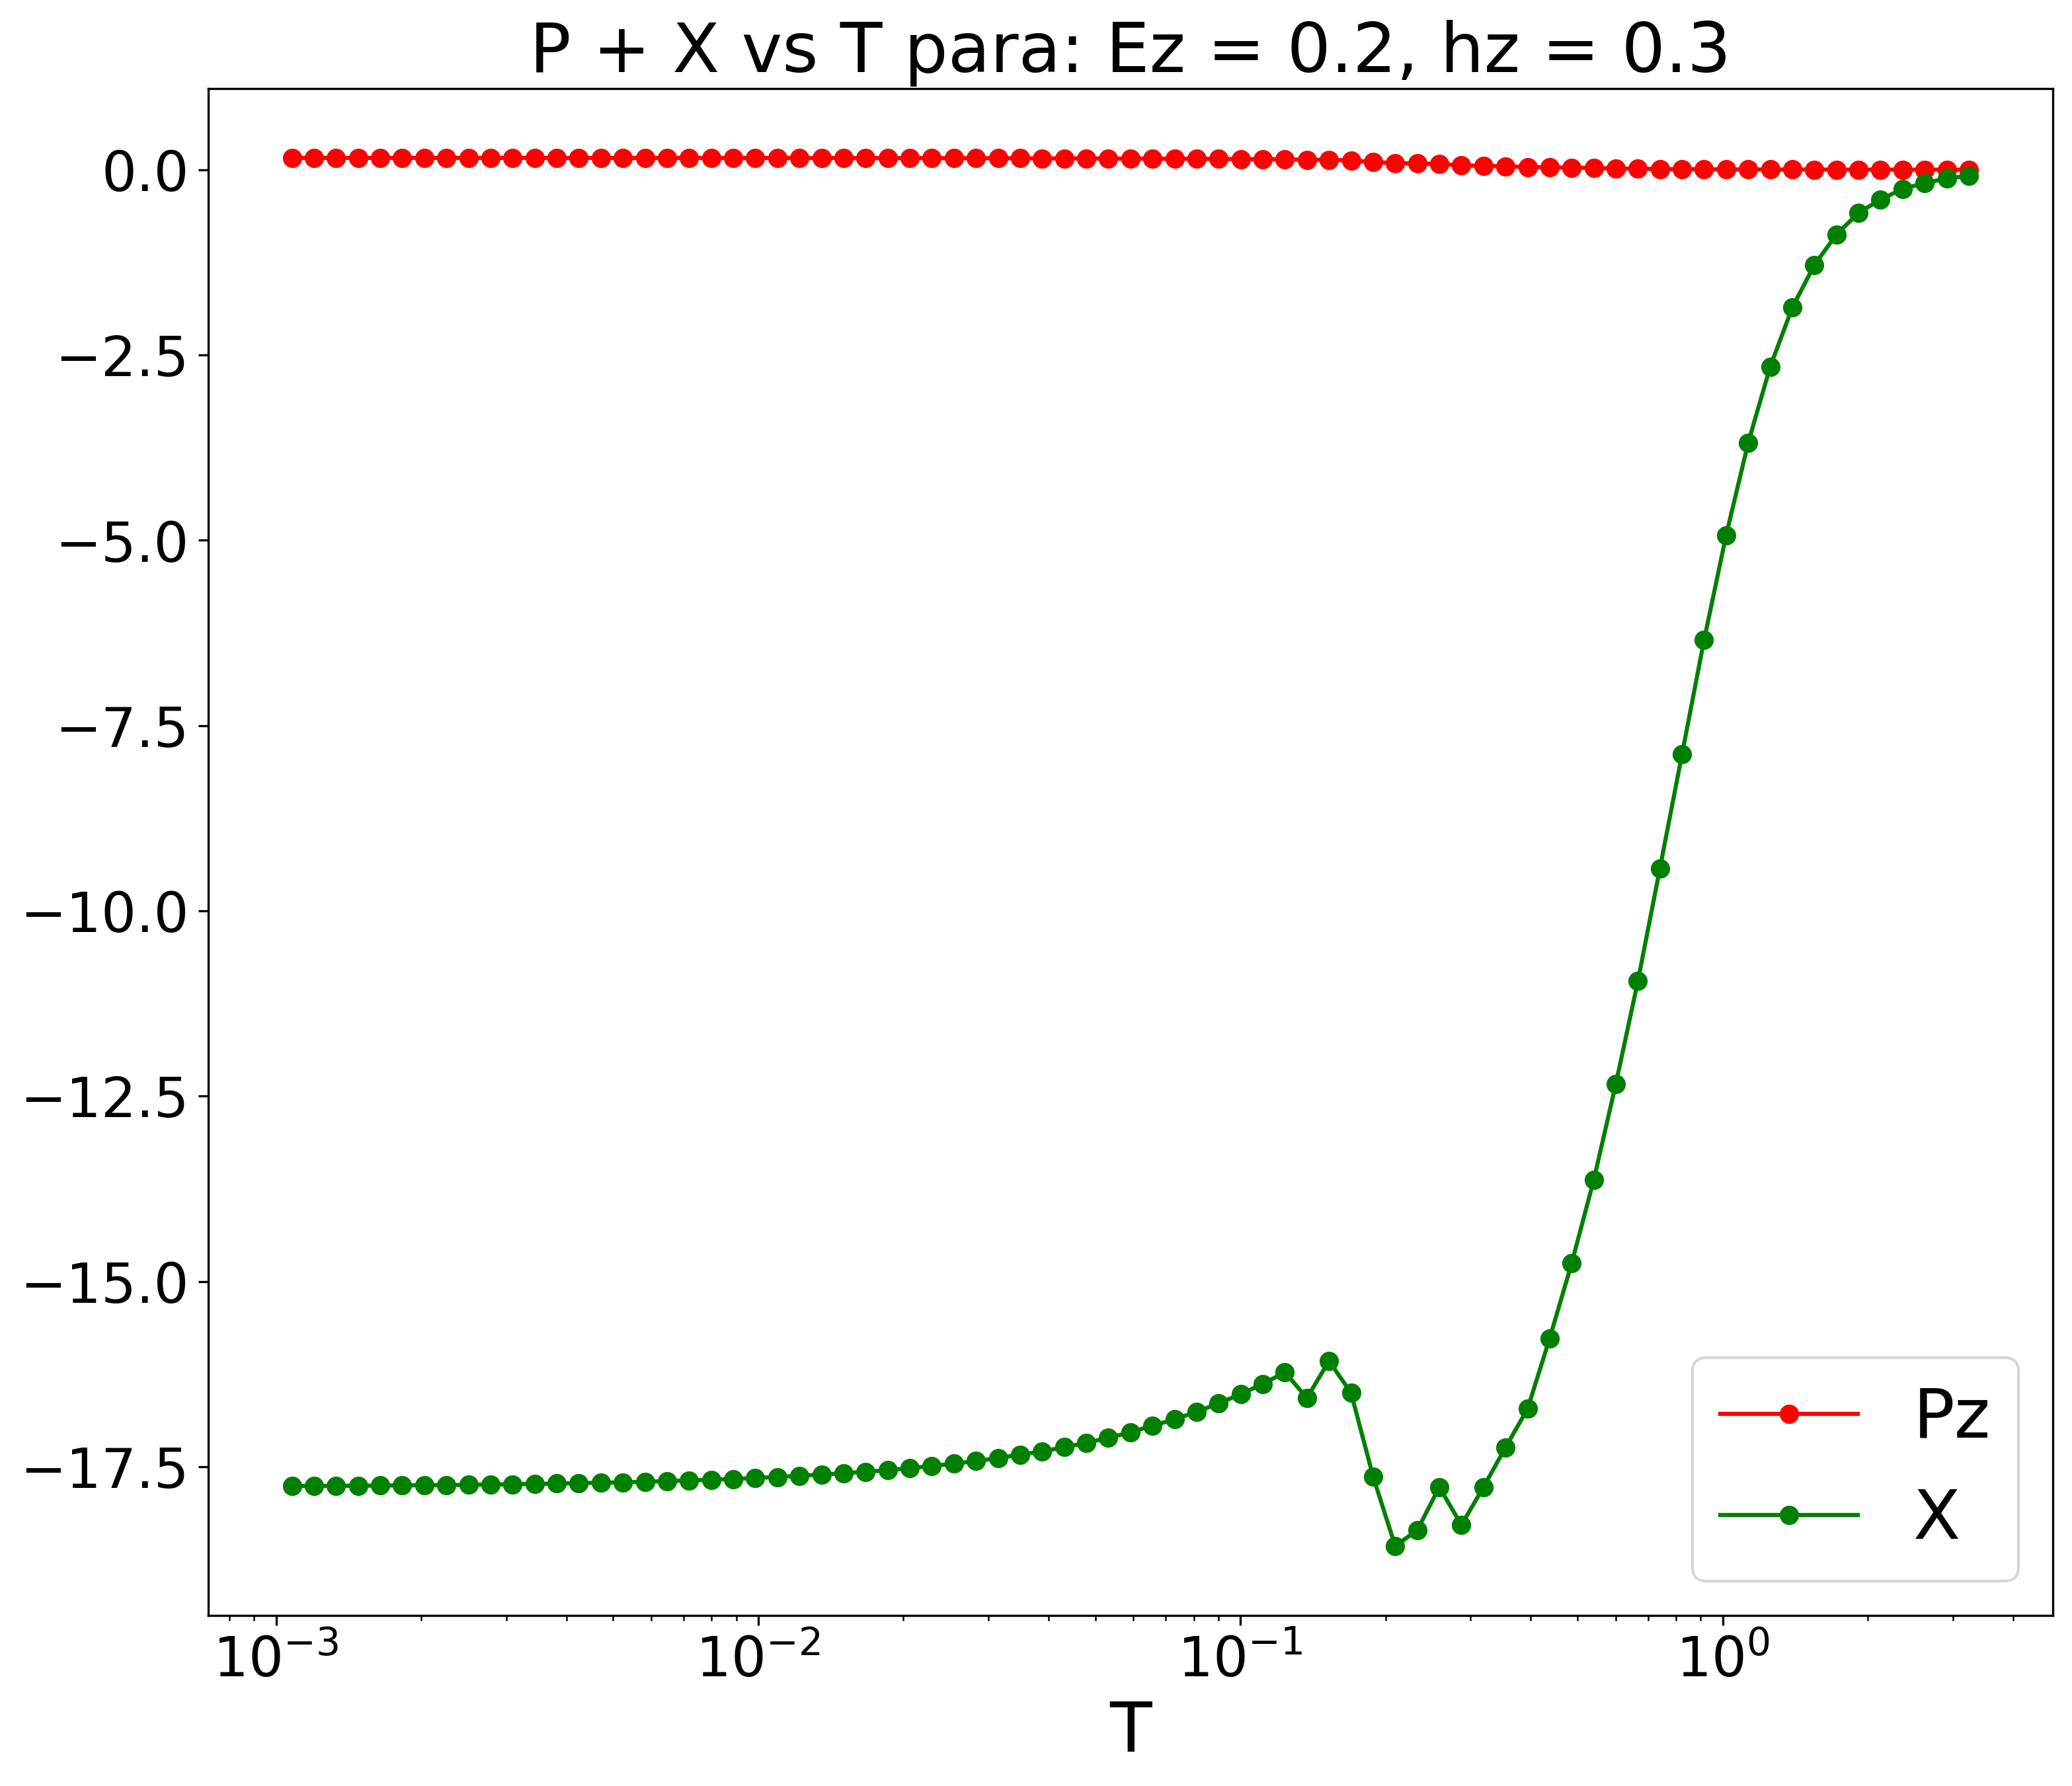 P + X vs T para: Ez = 0.2, hz = 0.3
0.0
−2.5
−5.0
−7.5
−10.0
−12.5
−15.0
−17.5
Pz
X
10⁻³ 10⁻² 10⁻¹ 10⁰
T